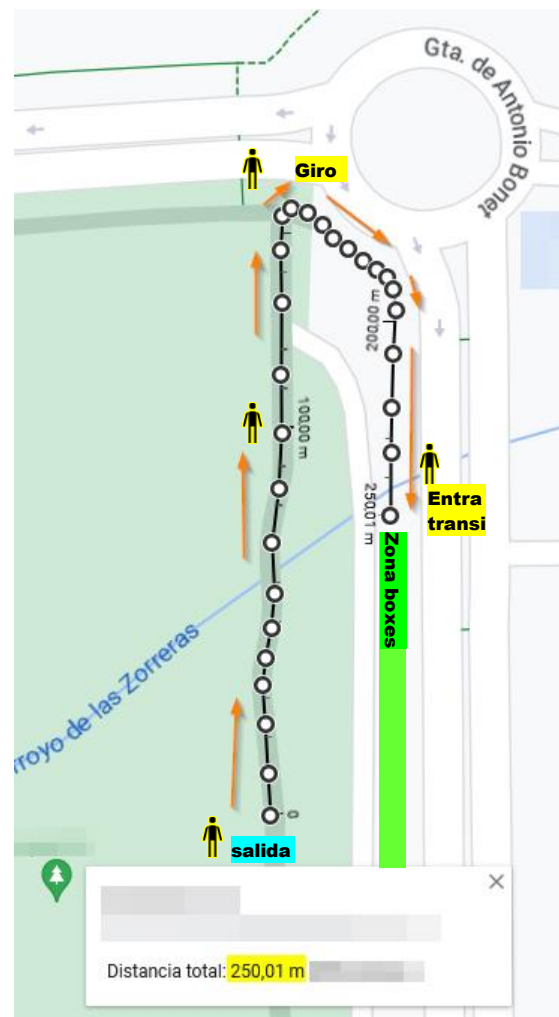 Gta. de Antonio Bonet
Giro
200,00 m
100,00 m
Entra
transi
250,01 m
Zona boxes
rroyo de las Zorreras
0
salida
Distancia total: 250,01 m